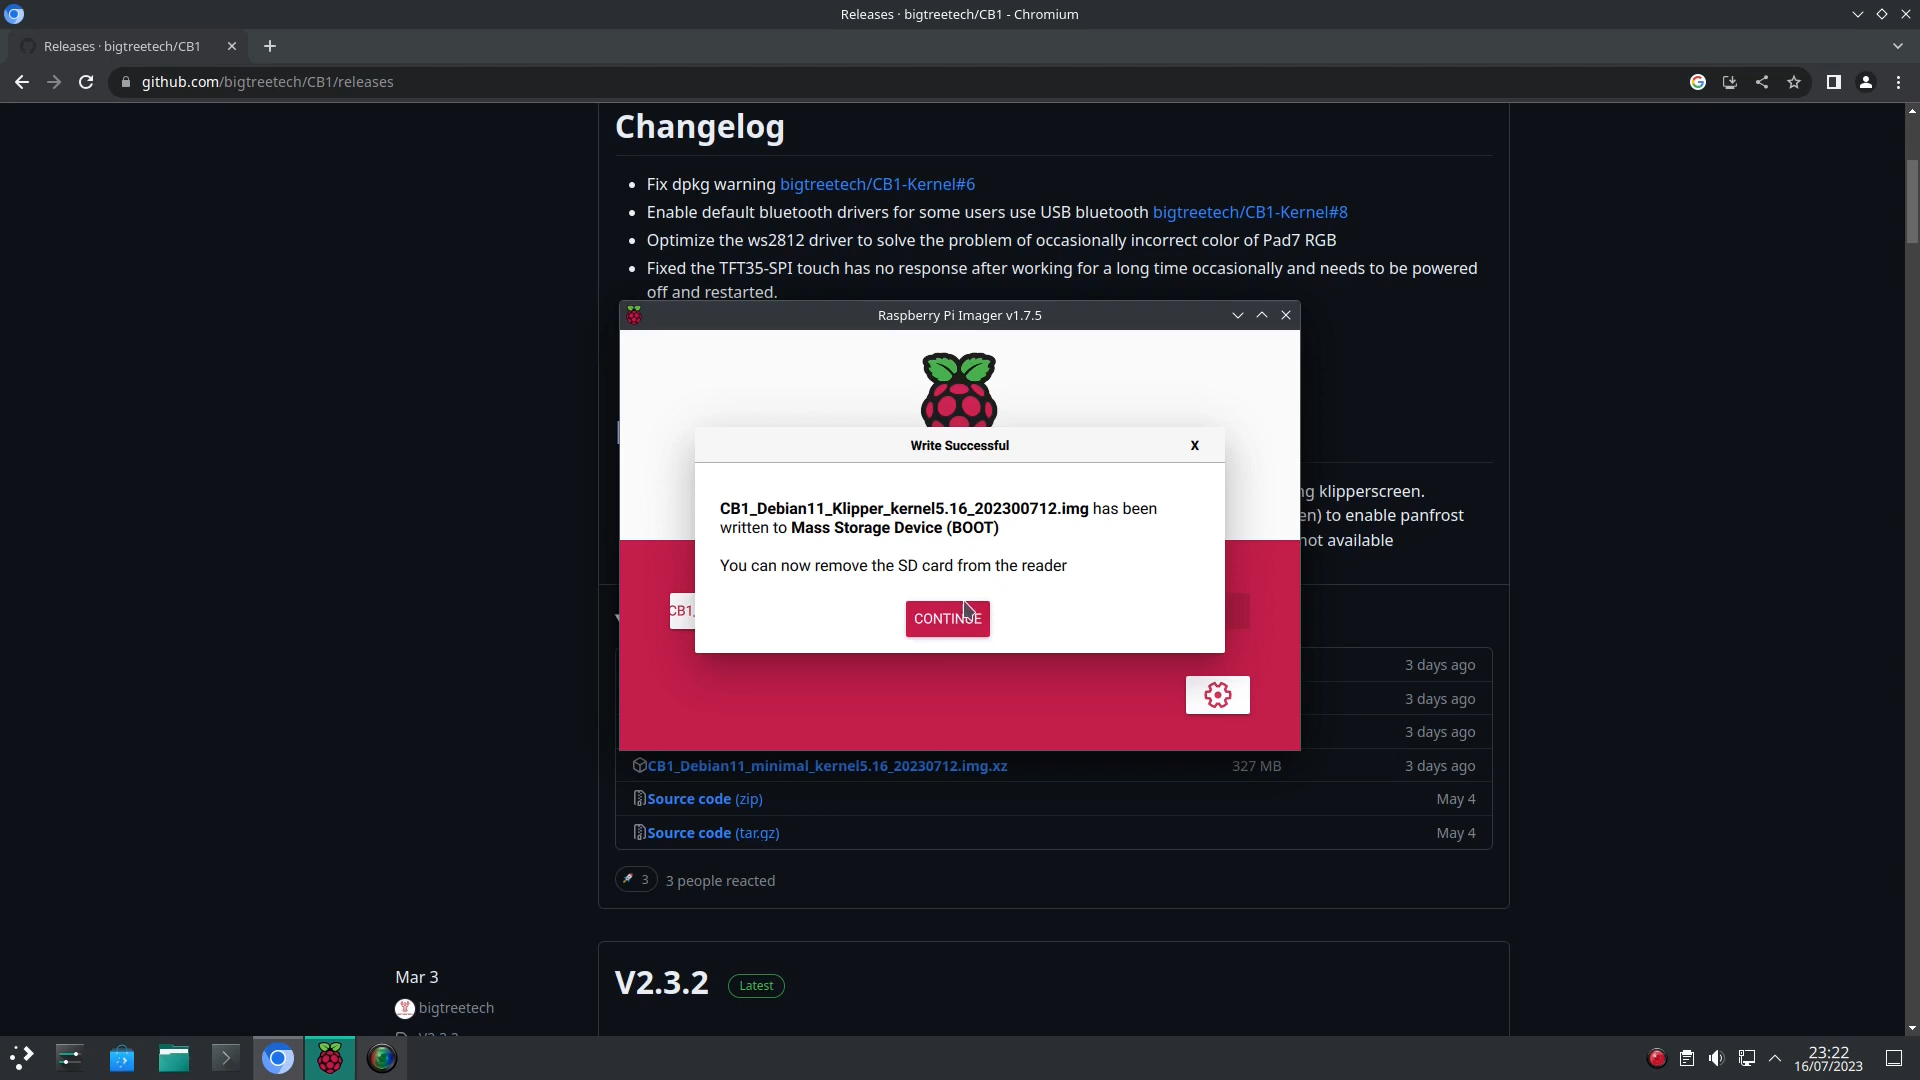 Releases · bigtreetech/CB1 - Chromium
Releases · bigtreetech/CB1
github.com/bigtreetech/CB1/releases
Changelog
Fix dpkg warning bigtreetech/CB1-Kernel#6
Enable default bluetooth drivers for some users use USB bluetooth bigtreetech/CB1-Kernel#8
Optimize the ws2812 driver to solve the problem of occasionally incorrect color of Pad7 RGB
Fixed the TFT35-SPI touch has no response after working for a long time occasionally and needs to be powered
off and restarted.
Raspberry Pi Imager v1.7.5
Write Successful
X
CB1_Debian11_Klipper_kernel5.16_202300712.img has been
written to Mass Storage Device (BOOT)
You can now remove the SD card from the reader
CONTINUE
CB1_
ng klipperscreen.
en) to enable panfrost
not available
3 days ago
3 days ago
3 days ago
CB1_Debian11_minimal_kernel5.16_20230712.img.xz 327 MB 3 days ago
Source code (zip) May 4
Source code (tar.gz) May 4
3 3 people reacted
Mar 3
bigtreetech
V2.3.2 Latest
23:22
16/07/2023